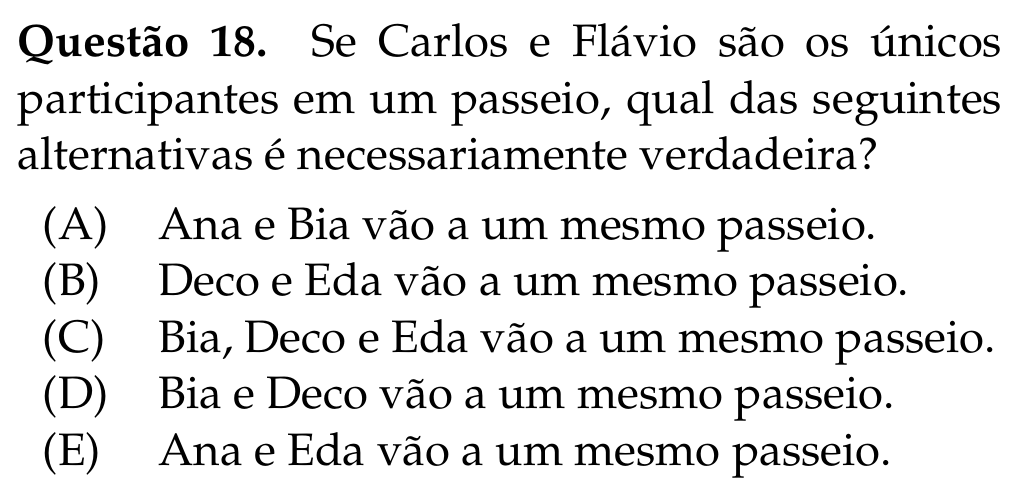 Questão 18. Se Carlos e Flávio são os únicos
participantes em um passeio, qual das seguintes
alternativas é necessariamente verdadeira?
(A) Ana e Bia vão a um mesmo passeio.
(B) Deco e Eda vão a um mesmo passeio.
(C) Bia, Deco e Eda vão a um mesmo passeio.
(D) Bia e Deco vão a um mesmo passeio.
(E) Ana e Eda vão a um mesmo passeio.